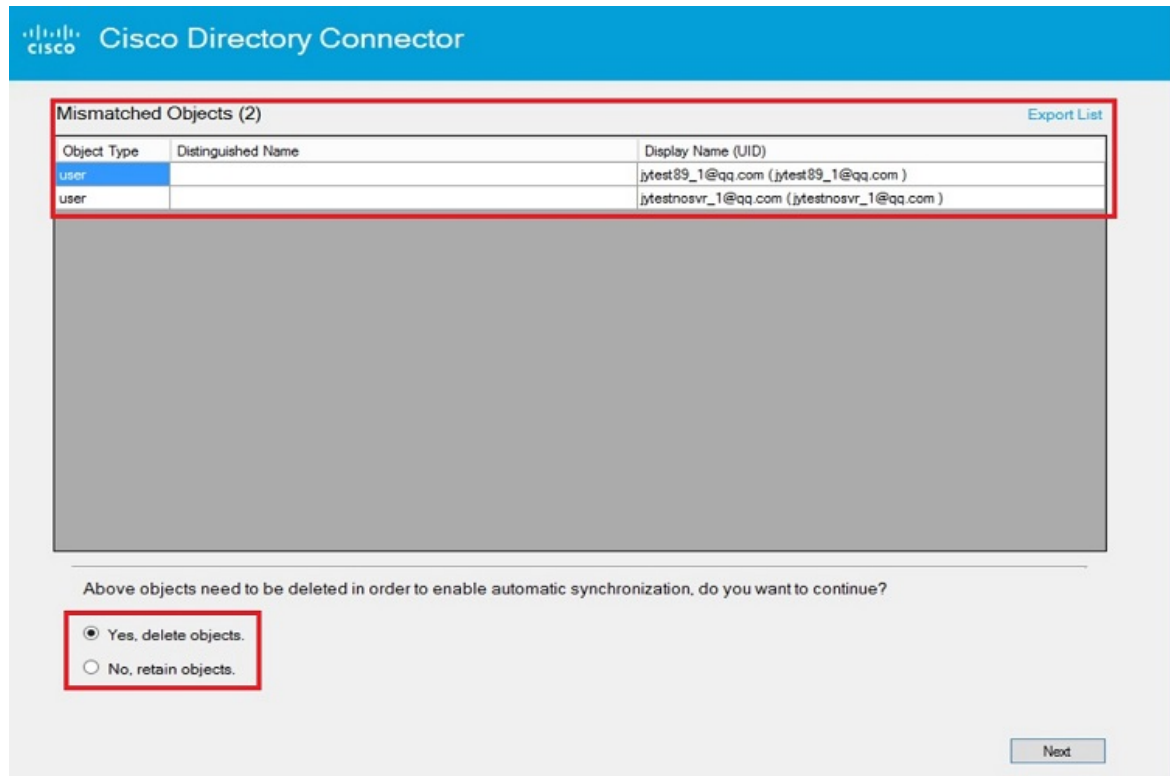 cisco Cisco Directory Connector
Mismatched Objects (2) Export List
Object Type Distinguished Name Display Name (UID)
user jytest89_1@qq.com (jytest89_1@qq.com )
user jytestnosvr_1@qq.com (jytestnosvr_1@qq.com )
Above objects need to be deleted in order to enable automatic synchronization, do you want to continue?
Yes, delete objects.
No, retain objects.
Next